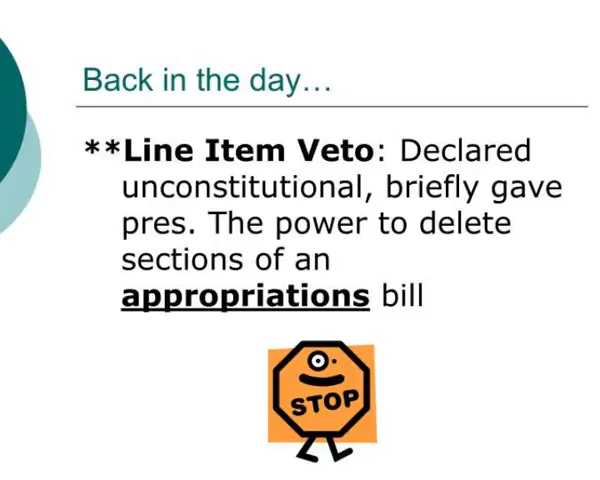 Back in the day…
**Line Item Veto: Declared
unconstitutional, briefly gave
pres. The power to delete
sections of an
appropriations bill
STOP